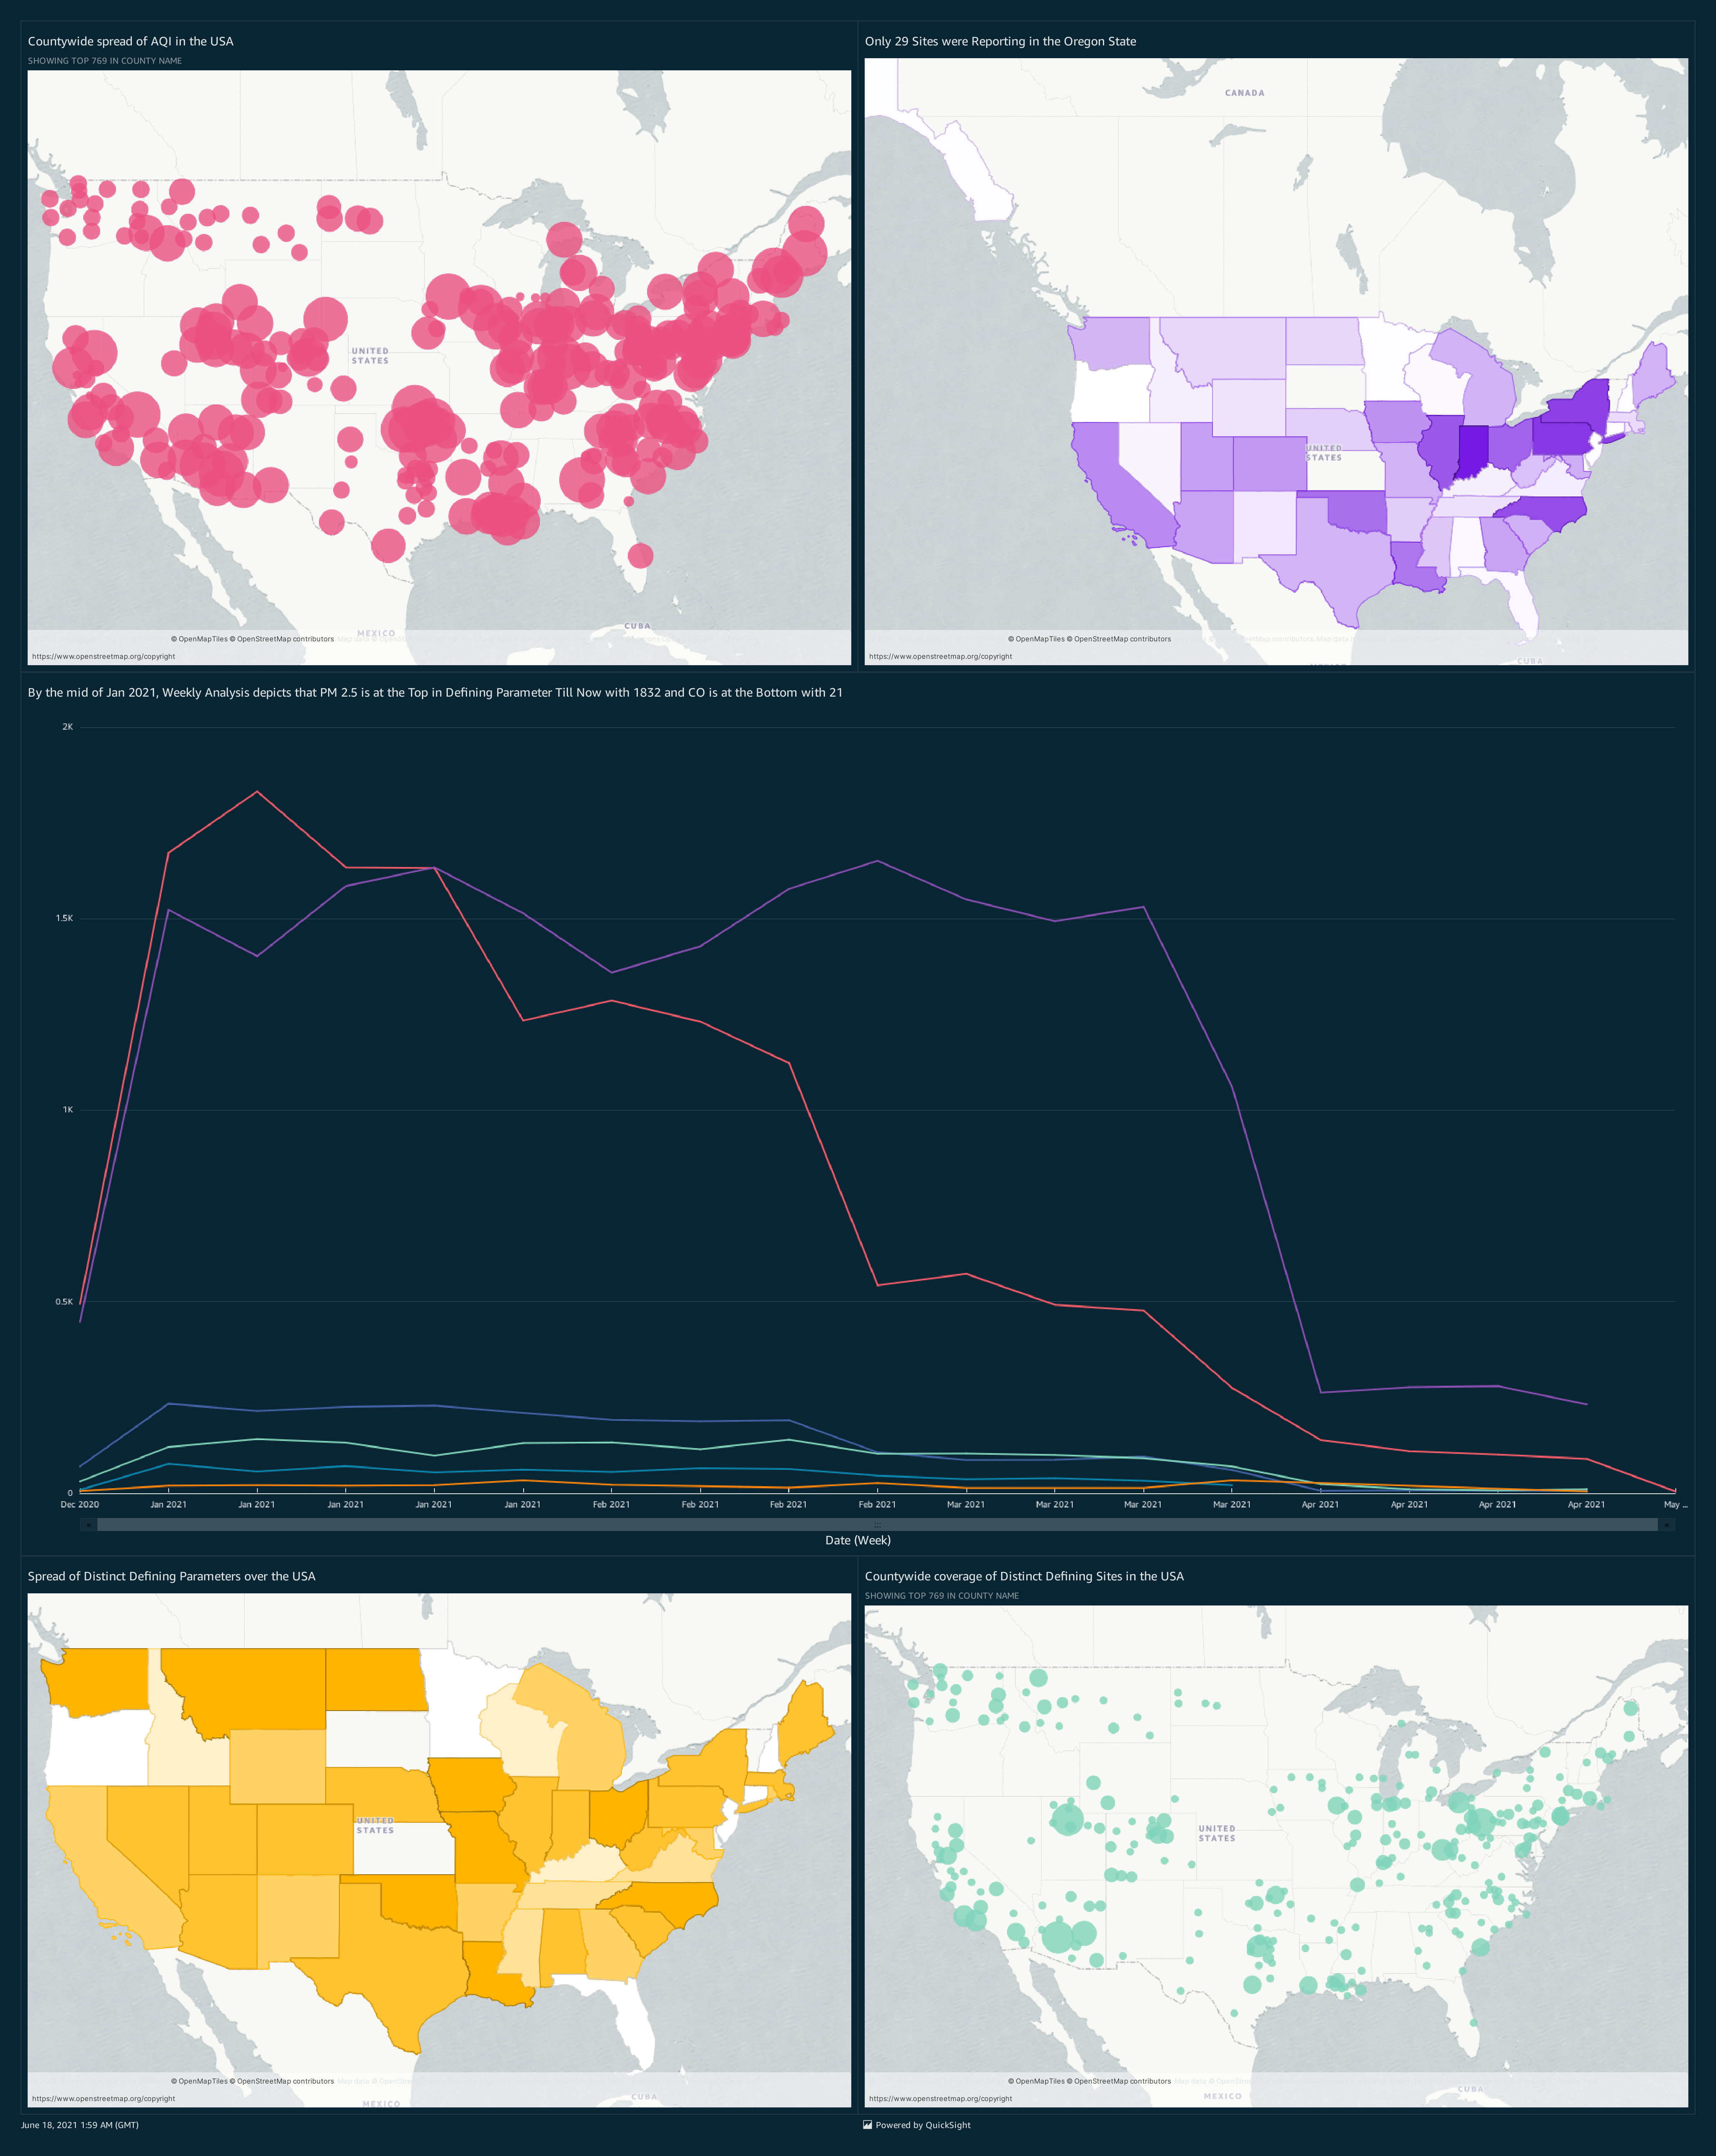 Countywide spread of AQI in the USA
SHOWING TOP 769 IN COUNTY NAME
UNITED
STATES
MEXICO
CUBA
© OpenMapTiles © OpenStreetMap contributors
https://www.openstreetmap.org/copyright
Only 29 Sites were Reporting in the Oregon State
CANADA
UNITED
STATES
CUBA
© OpenMapTiles © OpenStreetMap contributors
https://www.openstreetmap.org/copyright
By the mid of Jan 2021, Weekly Analysis depicts that PM 2.5 is at the Top in Defining Parameter Till Now with 1832 and CO is at the Bottom with 21
2K
1.5K
1K
0.5K
0
Dec 2020 Jan 2021 Jan 2021 Jan 2021 Jan 2021 Jan 2021 Feb 2021 Feb 2021 Feb 2021 Feb 2021 Mar 2021 Mar 2021 Mar 2021 Mar 2021 Apr 2021 Apr 2021 Apr 2021 Apr 2021 May ...
Date (Week)
Spread of Distinct Defining Parameters over the USA
UNITED
STATES
© OpenMapTiles © OpenStreetMap contributors
CUBA
https://www.openstreetmap.org/copyright
MEXICO
Countywide coverage of Distinct Defining Sites in the USA
SHOWING TOP 769 IN COUNTY NAME
UNITED
STATES
© OpenMapTiles © OpenStreetMap contributors
CUBA
MEXICO
https://www.openstreetmap.org/copyright
June 18, 2021 1:59 AM (GMT)
Powered by QuickSight